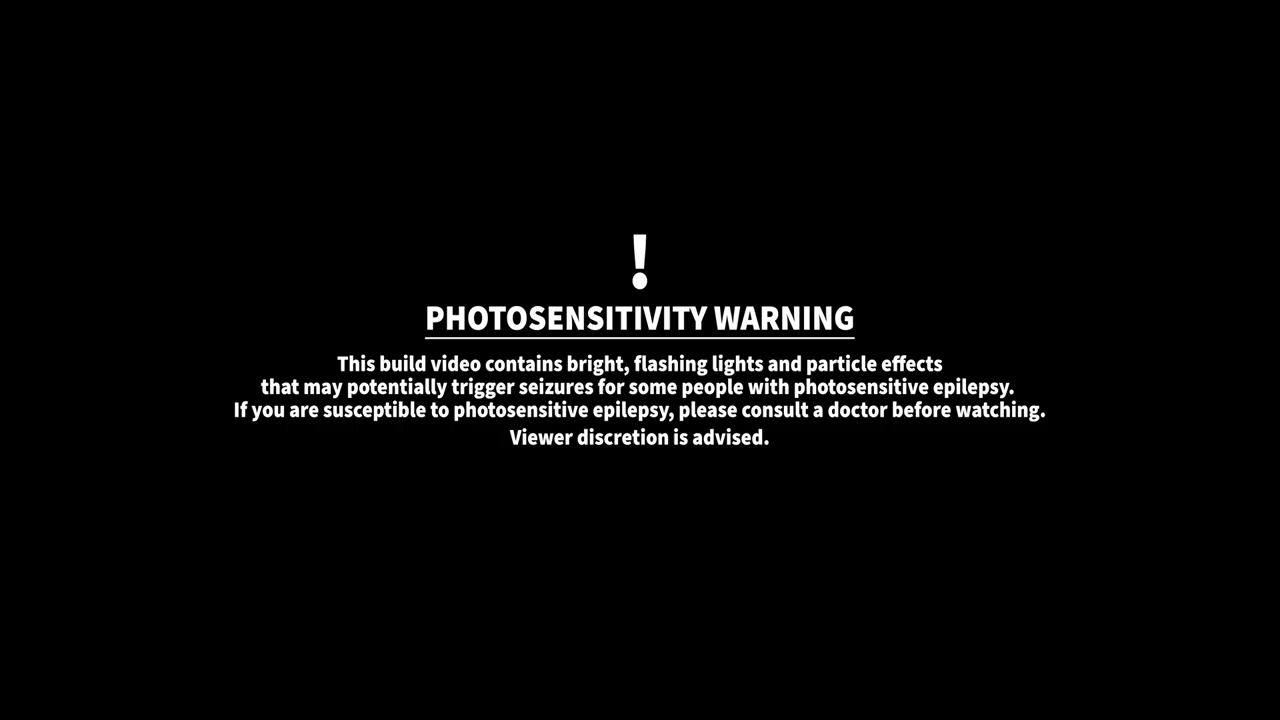 !
PHOTOSENSITIVITY WARNING
This build video contains bright, flashing lights and particle effects
that may potentially trigger seizures for some people with photosensitive epilepsy.
If you are susceptible to photosensitive epilepsy, please consult a doctor before watching.
Viewer discretion is advised.